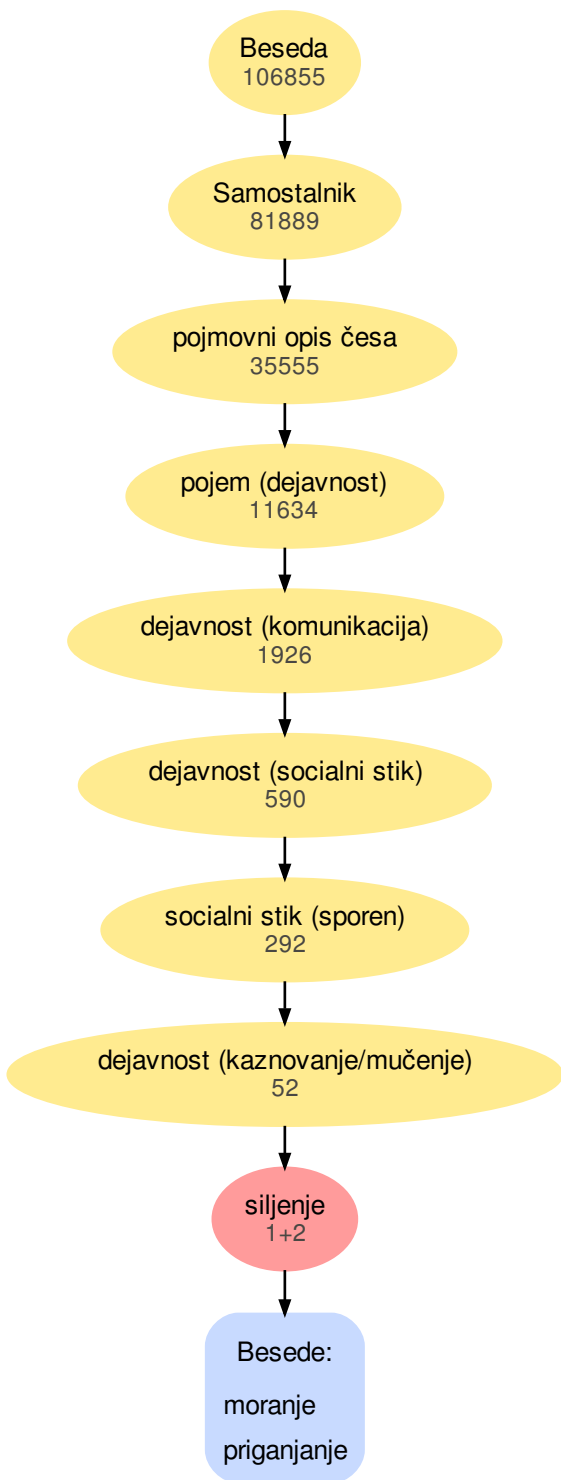 Beseda
106855
Samostalnik
81889
pojmovni opis česa
35555
pojem (dejavnost)
11634
dejavnost (komunikacija)
1926
dejavnost (socialni stik)
590
socialni stik (sporen)
292
dejavnost (kaznovanje/mučenje)
52
siljenje
1+2
Besede:
moranje
priganjanje